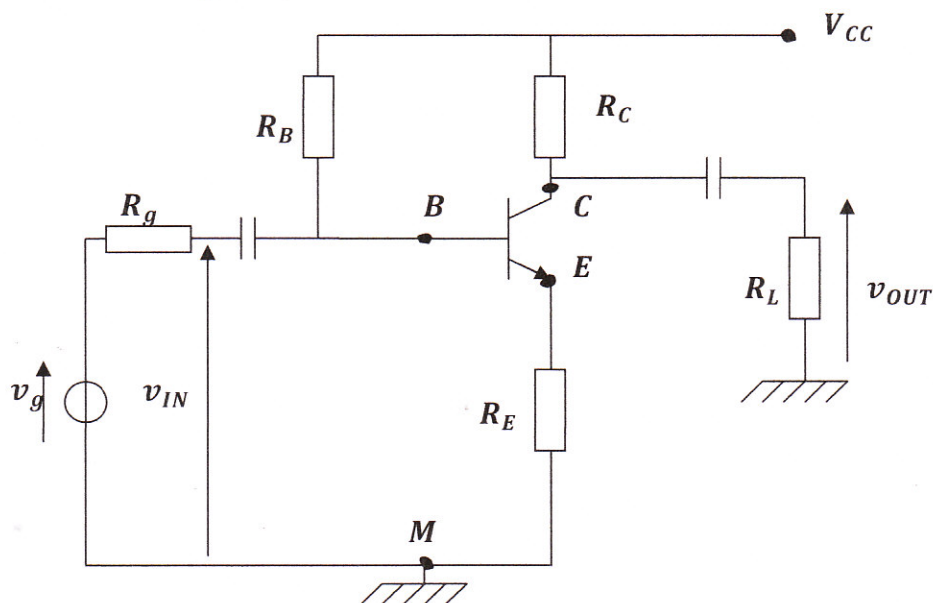 V_CC
R_B
R_C
R_g
B
C
E
R_L
v_OUT
v_g
v_IN
R_E
M